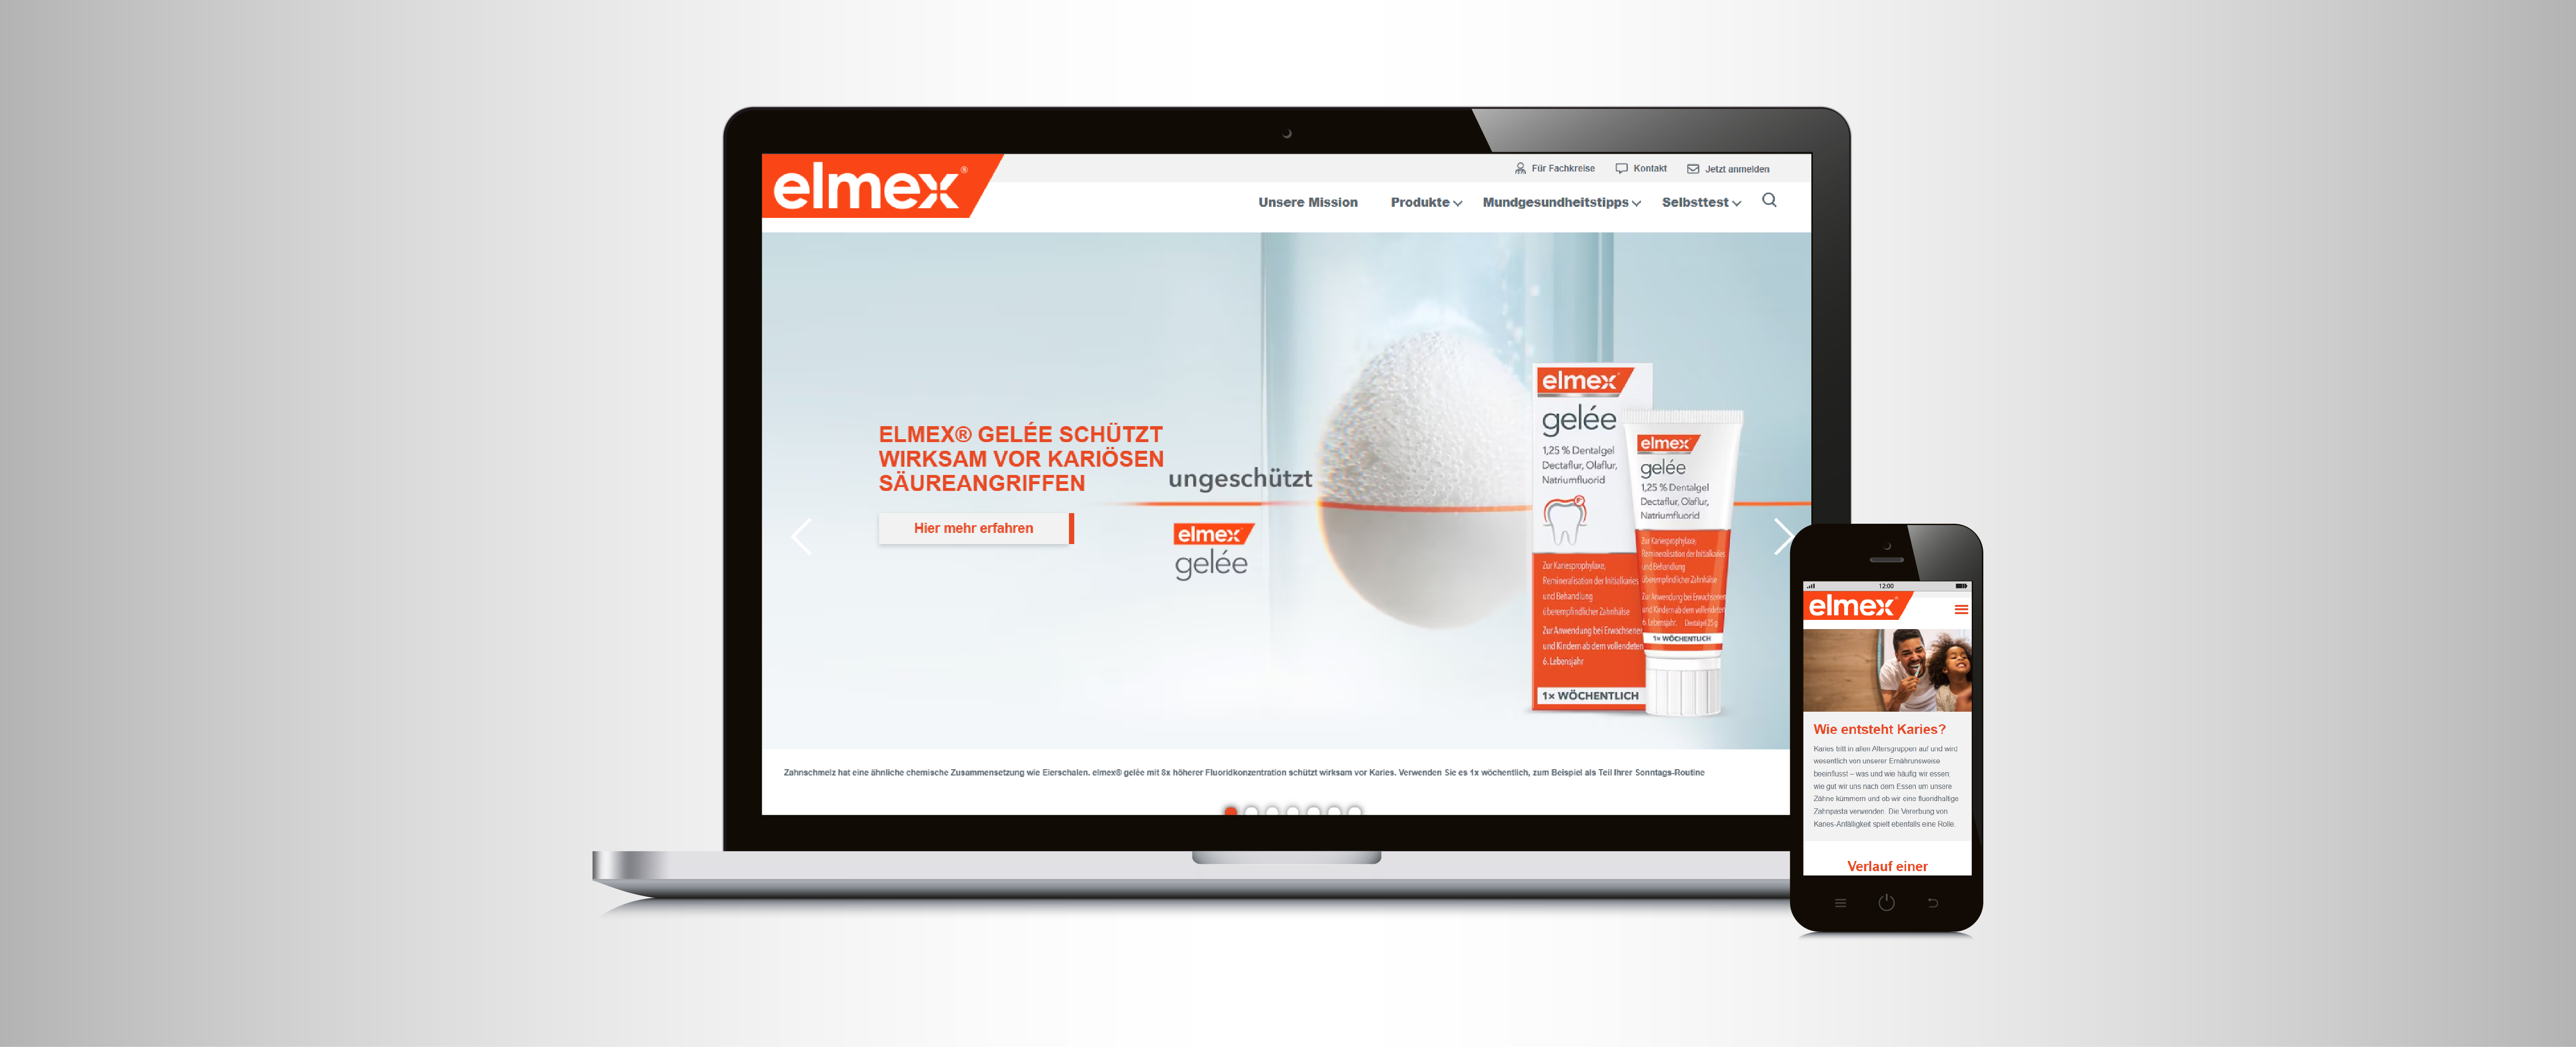 elmex®
Für Fachkreise
Kontakt
Jetzt anmelden
Unsere Mission
Produkte
Mundgesundheitstipps
Selbsttest
ELMEX® GELÉE SCHÜTZT
WIRKSAM VOR KARIÖSEN
SÄUREANGRIFFEN
Hier mehr erfahren
ungeschützt
elmex
gelée
elmex
gelée
1,25 % Dentalgel
Dectaflur, Olaflur,
Natriumfluorid
Zur Kariesprophylaxe,
Remineralisation der Initialkaries
und Behandlung
überempfindlicher Zahnhälse
Zur Anwendung bei Erwachsenen
und Kindern ab dem vollendeten
6. Lebensjahr
1x WÖCHENTLICH
elmex
gelée
1,25 % Dentalgel
Dectaflur, Olaflur,
Natriumfluorid
Zur Kariesprophylaxe,
Remineralisation der Initialkaries
und Behandlung
überempfindlicher Zahnhälse
Zur Anwendung bei Erwachsenen
und Kindern ab dem vollendeten
6. Lebensjahr. Dentalgel 25 g
1x WÖCHENTLICH
Zahnschmelz hat eine ähnliche chemische Zusammensetzung wie Eierschalen. elmex® gelée mit 8x höherer Fluoridkonzentration schützt wirksam vor Karies. Verwenden Sie es 1x wöchentlich, zum Beispiel als Teil Ihrer Sonntags-Routine
12:00
elmex
Wie entsteht Karies?
Karies tritt in allen Altersgruppen auf und wird
wesentlich von unserer Ernährunsweise
beeinflusst – was und wie häufig wir essen;
wie gut wir uns nach dem Essen um unsere
Zähne kümmern und ob wir eine fluoridhaltige
Zahnpasta verwenden. Die Vererbung von
Karies-Anfälligkeit spielt ebenfalls eine Rolle.
Verlauf einer